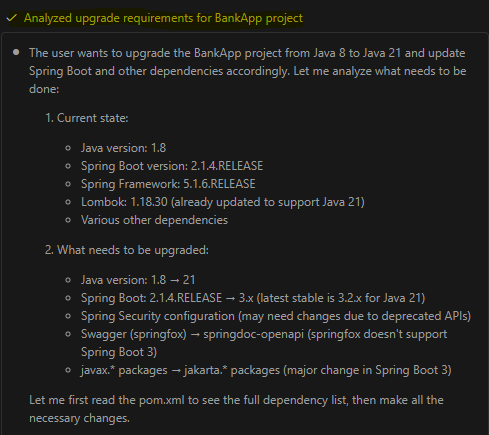 Analyzed upgrade requirements for BankApp project
The user wants to upgrade the BankApp project from Java 8 to Java 21 and update
Spring Boot and other dependencies accordingly. Let me analyze what needs to be
done:
1. Current state:
Java version: 1.8
Spring Boot version: 2.1.4.RELEASE
Spring Framework: 5.1.6.RELEASE
Lombok: 1.18.30 (already updated to support Java 21)
Various other dependencies
2. What needs to be upgraded:
Java version: 1.8 → 21
Spring Boot: 2.1.4.RELEASE → 3.x (latest stable is 3.2.x for Java 21)
Spring Security configuration (may need changes due to deprecated APIs)
Swagger (springfox) → springdoc-openapi (springfox doesn't support
Spring Boot 3)
javax.* packages → jakarta.* packages (major change in Spring Boot 3)
Let me first read the pom.xml to see the full dependency list, then make all the
necessary changes.